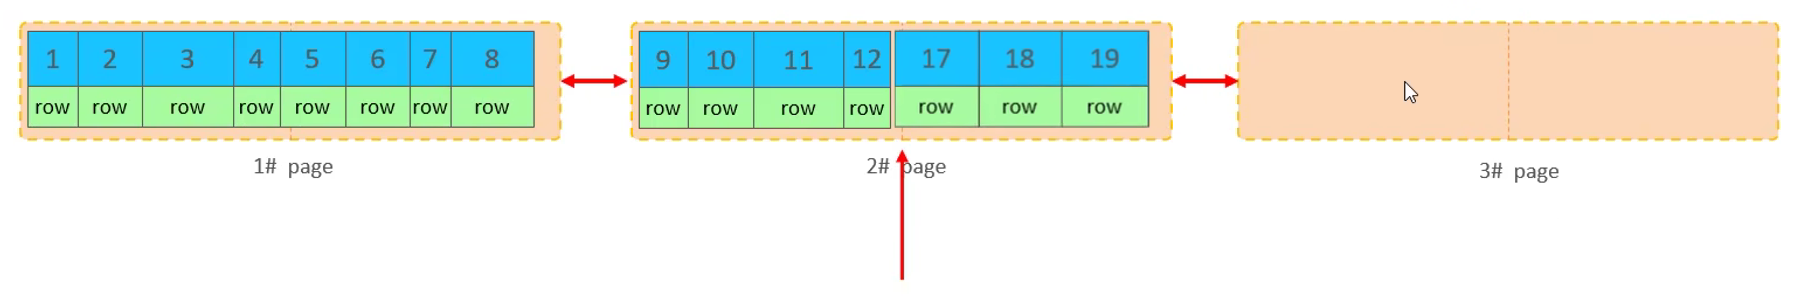 1 2 3 4 5 6 7 8
row row row row row row row row
1# page
9 10 11 12 17 18 19
row row row row row row row
2# page
3# page